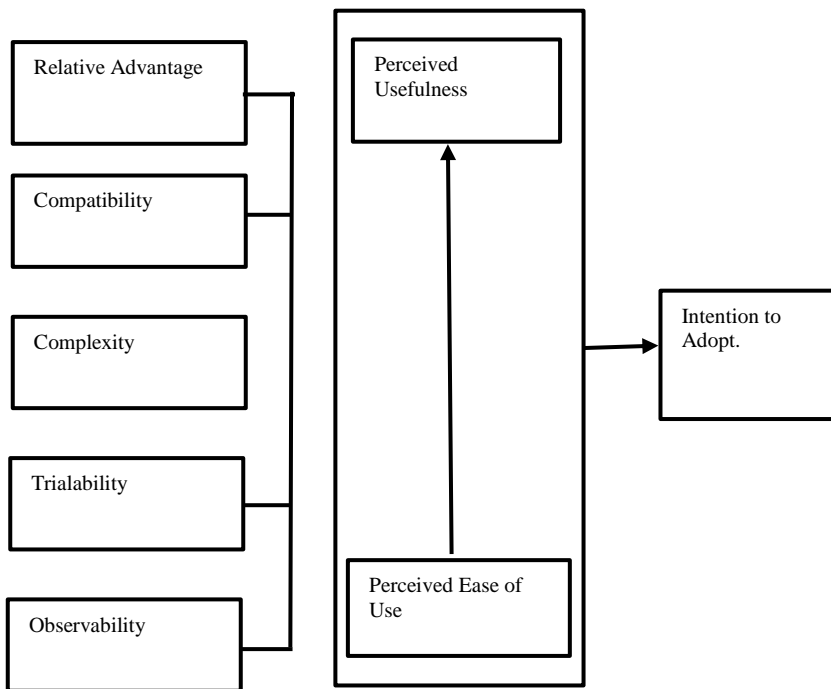 Relative Advantage
Compatibility
Complexity
Trialability
Observability
Perceived
Usefulness
Perceived Ease of
Use
Intention to
Adopt.